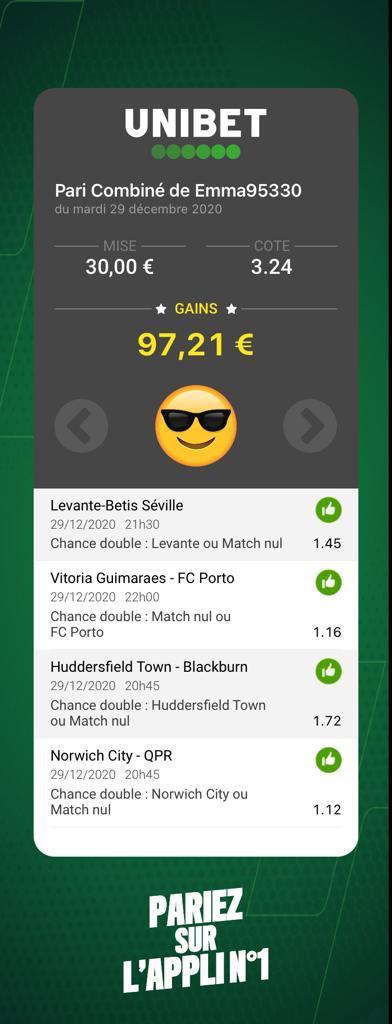 UNIBET
Pari Combiné de Emma95330
du mardi 29 décembre 2020
MISE COTE
30,00 € 3.24
GAINS
97,21 €
Levante-Betis Séville
29/12/2020 21h30
Chance double : Levante ou Match nul 1.45
Vitoria Guimaraes - FC Porto
29/12/2020 22h00
Chance double : Match nul ou
FC Porto 1.16
Huddersfield Town - Blackburn
29/12/2020 20h45
Chance double : Huddersfield Town
ou Match nul 1.72
Norwich City - QPR
29/12/2020 20h45
Chance double : Norwich City ou
Match nul 1.12
PARIEZ
SUR
L'APPLI N°1